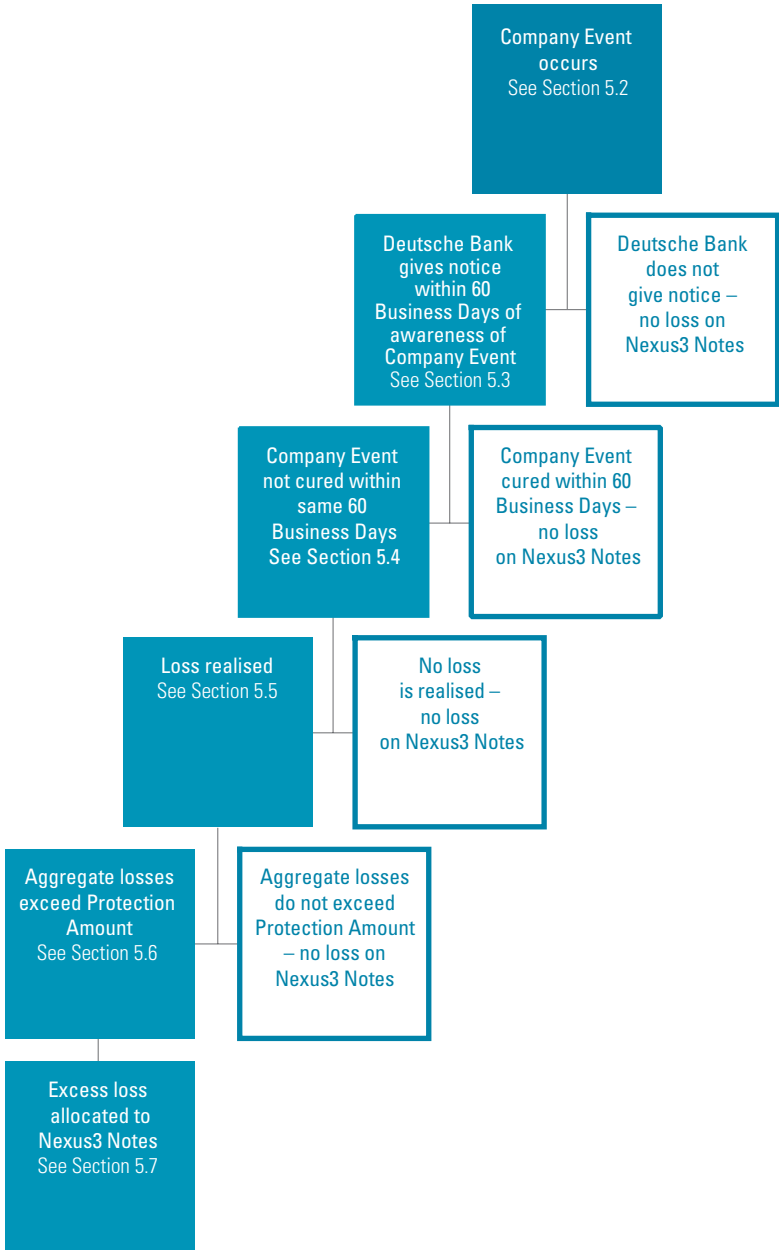 Company Event
occurs
See Section 5.2
Deutsche Bank
gives notice
within 60
Business Days of
awareness of
Company Event
See Section 5.3
Deutsche Bank
does not
give notice –
no loss on
Nexus3 Notes
Company Event
not cured within
same 60
Business Days
See Section 5.4
Company Event
cured within 60
Business Days –
no loss
on Nexus3 Notes
Loss realised
See Section 5.5
No loss
is realised –
no loss
on Nexus3 Notes
Aggregate losses
exceed Protection
Amount
See Section 5.6
Aggregate losses
do not exceed
Protection Amount
– no loss on
Nexus3 Notes
Excess loss
allocated to
Nexus3 Notes
See Section 5.7